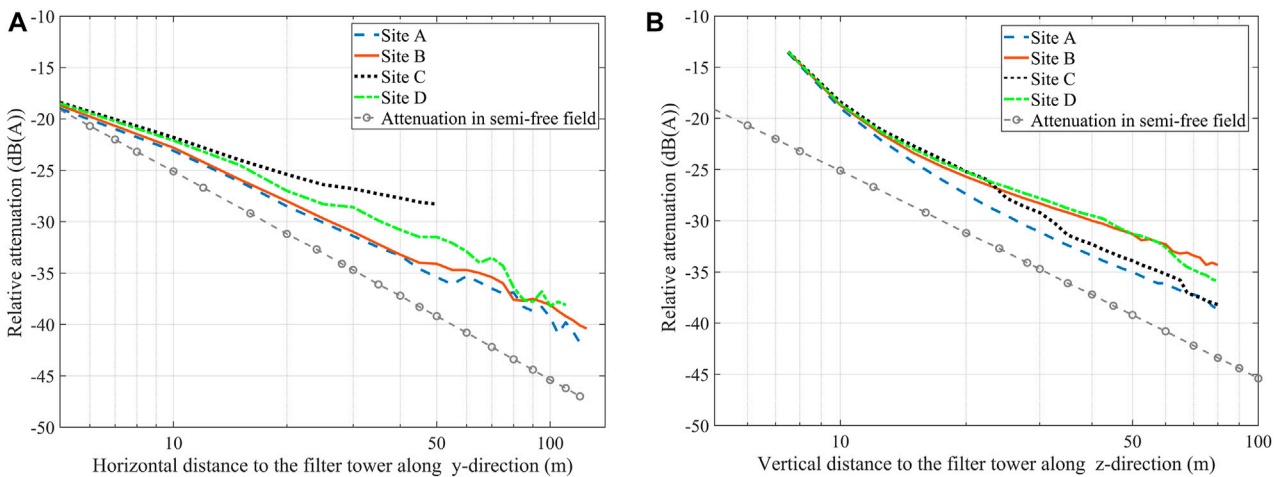 A
-10
-15
-20
-25
-30
-35
-40
-45
-50
10
50
100
Relative attenuation (dB(A))
Horizontal distance to the filter tower along y-direction (m)
Site A
Site B
Site C
Site D
Attenuation in semi-free field
B
-10
-15
-20
-25
-30
-35
-40
-45
-50
10
50
100
Relative attenuation (dB(A))
Vertical distance to the filter tower along z-direction (m)
Site A
Site B
Site C
Site D
Attenuation in semi-free field